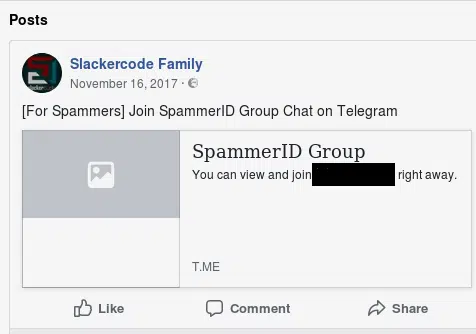 Posts
Slackercode Family
November 16, 2017 ·
[For Spammers] Join SpammerID Group Chat on Telegram
SpammerID Group
You can view and join right away.
T.ME
Like Comment Share